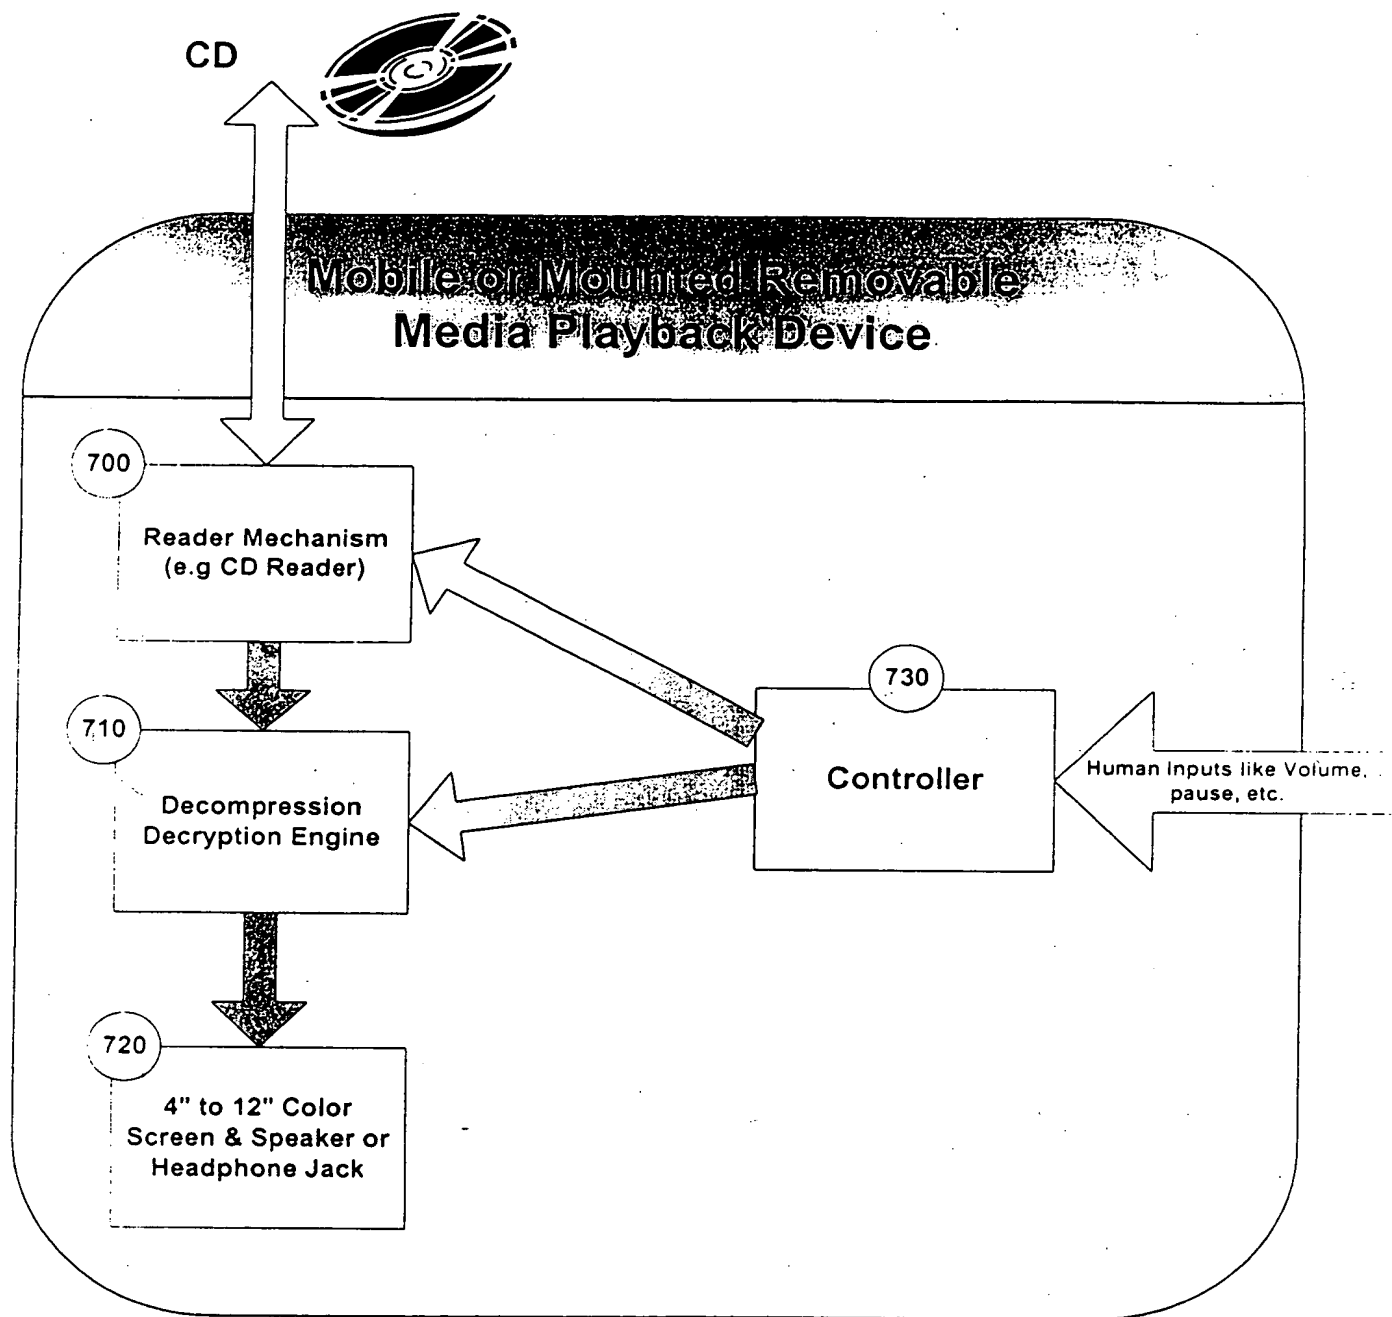 CD
Mobile or Mounted Removable
Media Playback Device
700
Reader Mechanism
(e.g CD Reader)
730
710
Controller
Human Inputs like Volume,
pause, etc.
Decompression
Decryption Engine
720
4" to 12" Color
Screen & Speaker or
Headphone Jack